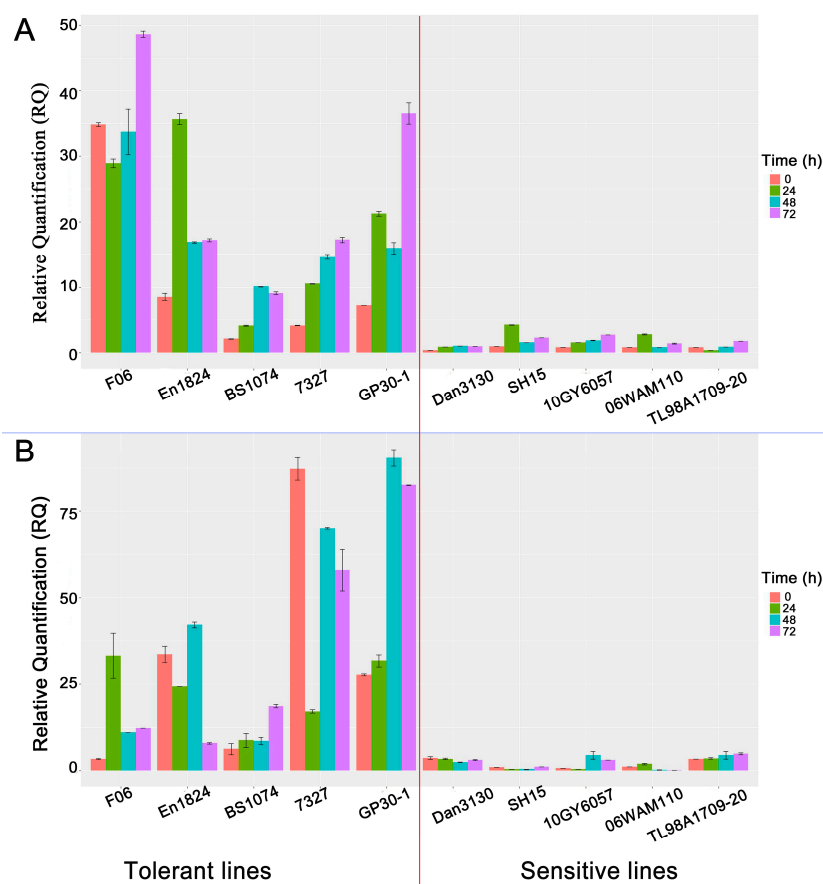 A
Relative Quantification (RQ)
50
40
30
20
10
0
F06
En1824
BS1074
7327
GP30-1
Dan3130
SH15
10GY6057
06WAM110
TL98A1709-20
Time (h)
0
24
48
72
B
Relative Quantification (RQ)
75
50
25
0
F06
En1824
BS1074
7327
GP30-1
Dan3130
SH15
10GY6057
06WAM110
TL98A1709-20
Time (h)
0
24
48
72
Tolerant lines
Sensitive lines